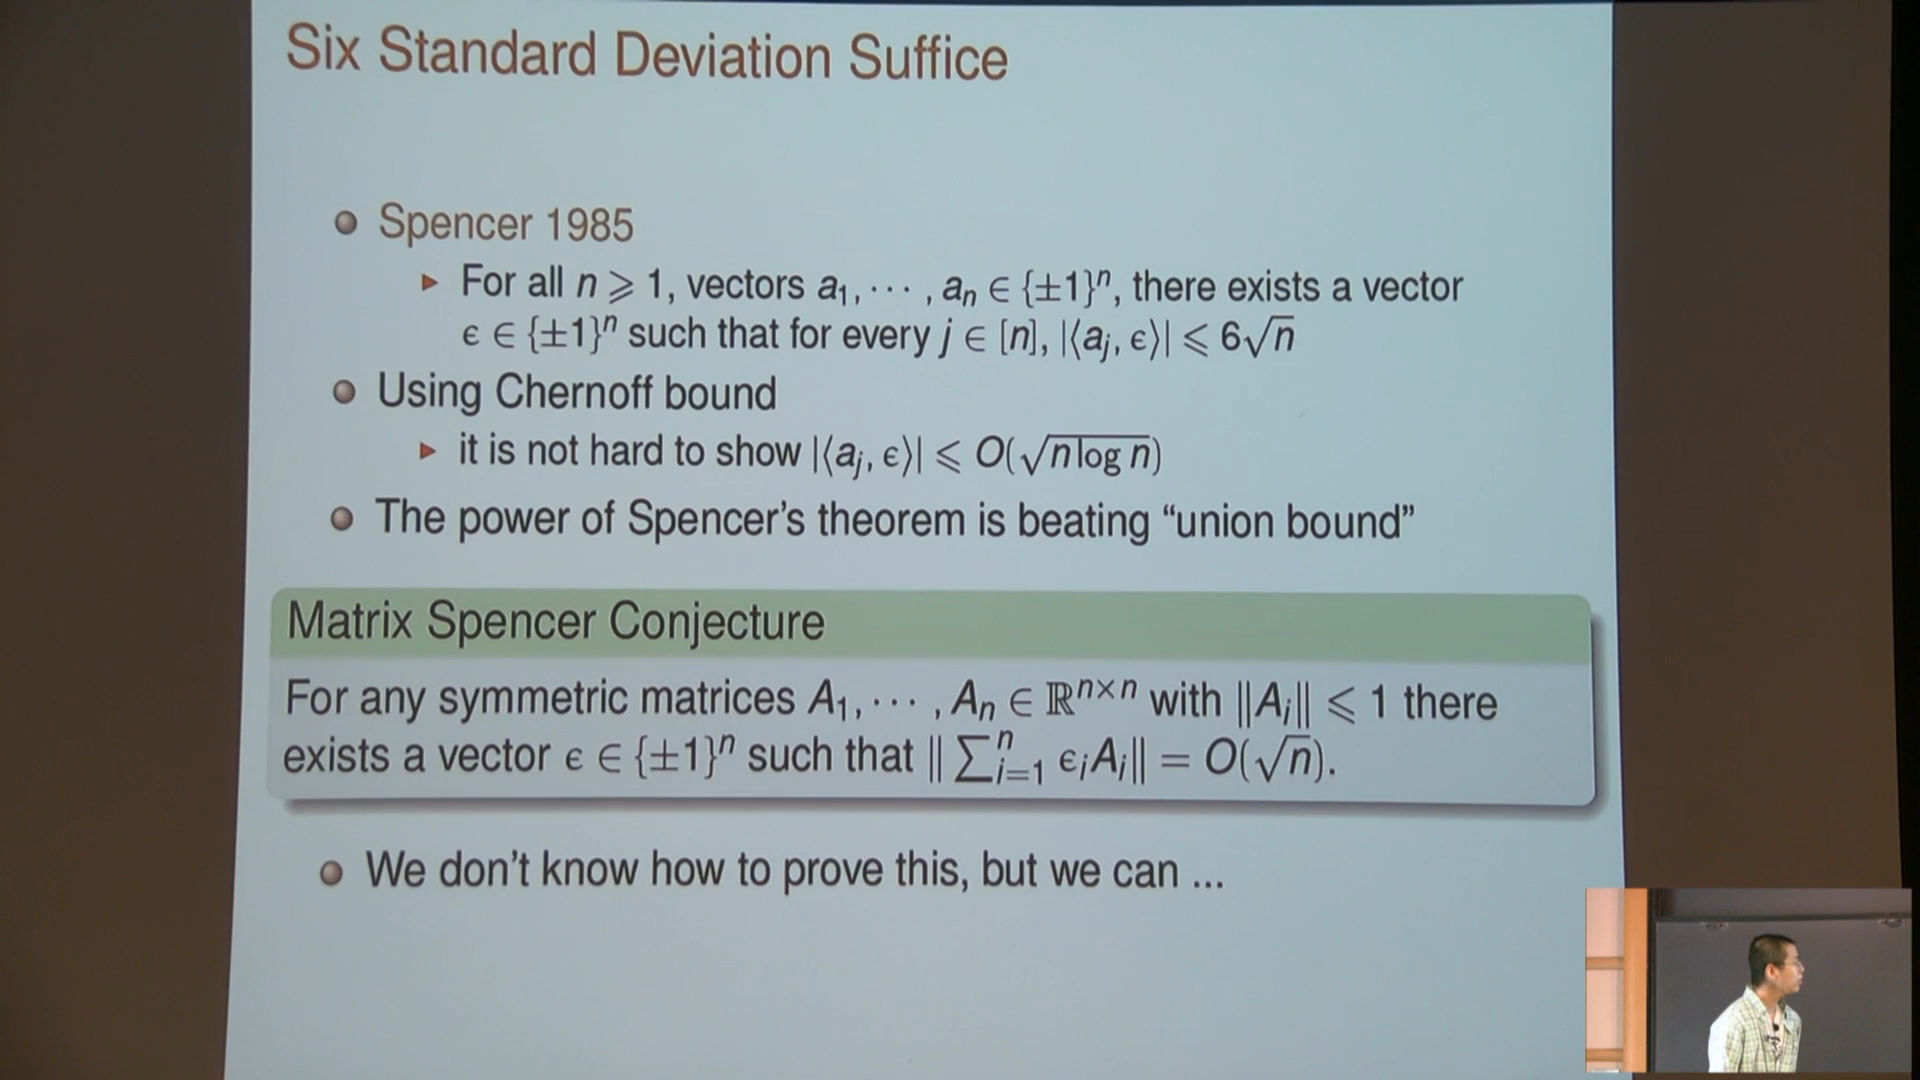 Six Standard Deviation Suffice
Spencer 1985
For all n ⩾ 1, vectors a₁, ⋯ , aₙ ∈ {±1}ⁿ, there exists a vector
ϵ ∈ {±1}ⁿ such that for every j ∈ [n], |⟨aⱼ, ϵ⟩| ⩽ 6√n
Using Chernoff bound
it is not hard to show |⟨aⱼ, ϵ⟩| ⩽ O(√(n log n))
The power of Spencer's theorem is beating “union bound”
Matrix Spencer Conjecture
For any symmetric matrices A₁, ⋯ , Aₙ ∈ ℝⁿˣⁿ with ‖Aᵢ‖ ⩽ 1 there
exists a vector ϵ ∈ {±1}ⁿ such that ‖ ∑ⁿᵢ₌₁ ϵᵢAᵢ‖ = O(√n).
We don't know how to prove this, but we can ...